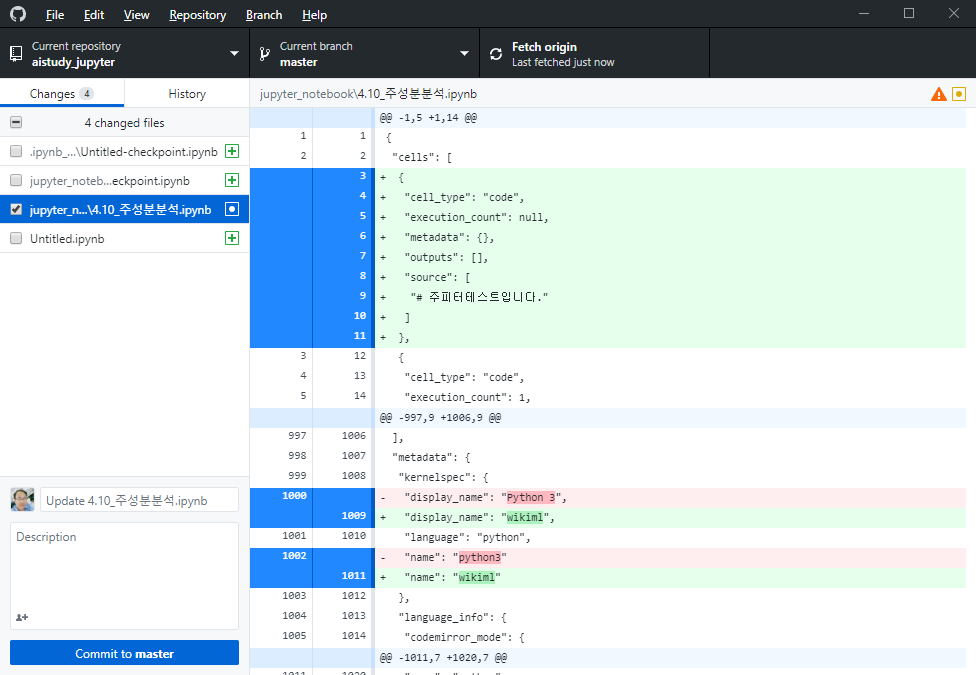 File Edit View Repository Branch Help
Current repository
aistudy_jupyter
Current branch
master
Fetch origin
Last fetched just now
Changes 4 History
4 changed files
.ipynb_...\Untitled-checkpoint.ipynb
jupyter_noteb...eckpoint.ipynb
jupyter_n...\4.10_주성분분석.ipynb
Untitled.ipynb
Update 4.10_주성분분석.ipynb
Description
Commit to master
jupyter_notebook\4.10_주성분분석.ipynb
@@ -1,5 +1,14 @@
1 1 {
2 2 "cells": [
3 + {
4 + "cell_type": "code",
5 + "execution_count": null,
6 + "metadata": {},
7 + "outputs": [],
8 + "source": [
9 + "# 주피터테스트입니다."
10 + ]
11 + },
3 12 {
4 13 "cell_type": "code",
5 14 "execution_count": 1,
@@ -997,9 +1006,9 @@
997 1006 ],
998 1007 "metadata": {
999 1008 "kernelspec": {
1000 - "display_name": "Python 3",
1009 + "display_name": "wikiml",
1001 1010 "language": "python",
1002 - "name": "python3"
1011 + "name": "wikiml"
1003 1012 },
1004 1013 "language_info": {
1005 1014 "codemirror_mode": {
@@ -1011,7 +1020,7 @@